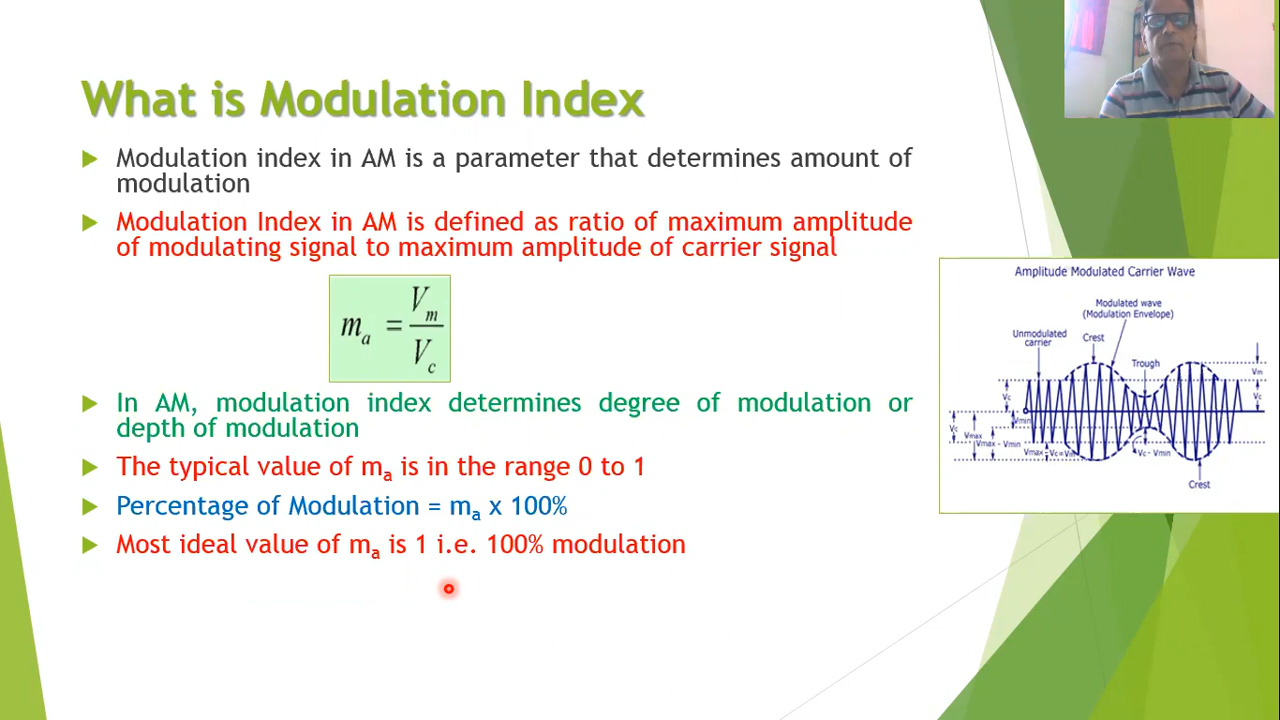 What is Modulation Index
Modulation index in AM is a parameter that determines amount of
modulation
Modulation Index in AM is defined as ratio of maximum amplitude
of modulating signal to maximum amplitude of carrier signal
mₐ = Vₘ / V꜀
In AM, modulation index determines degree of modulation or
depth of modulation
The typical value of mₐ is in the range 0 to 1
Percentage of Modulation = mₐ x 100%
Most ideal value of mₐ is 1 i.e. 100% modulation
Amplitude Modulated Carrier Wave
Modulated wave
(Modulation Envelope)
Unmodulated
carrier
Crest
Trough
Vm
Vc
Vc
Vmin
Vc
Vmax
Vmax - Vmin
Vmax - Vc = Vm
Vc - Vmin
Crest